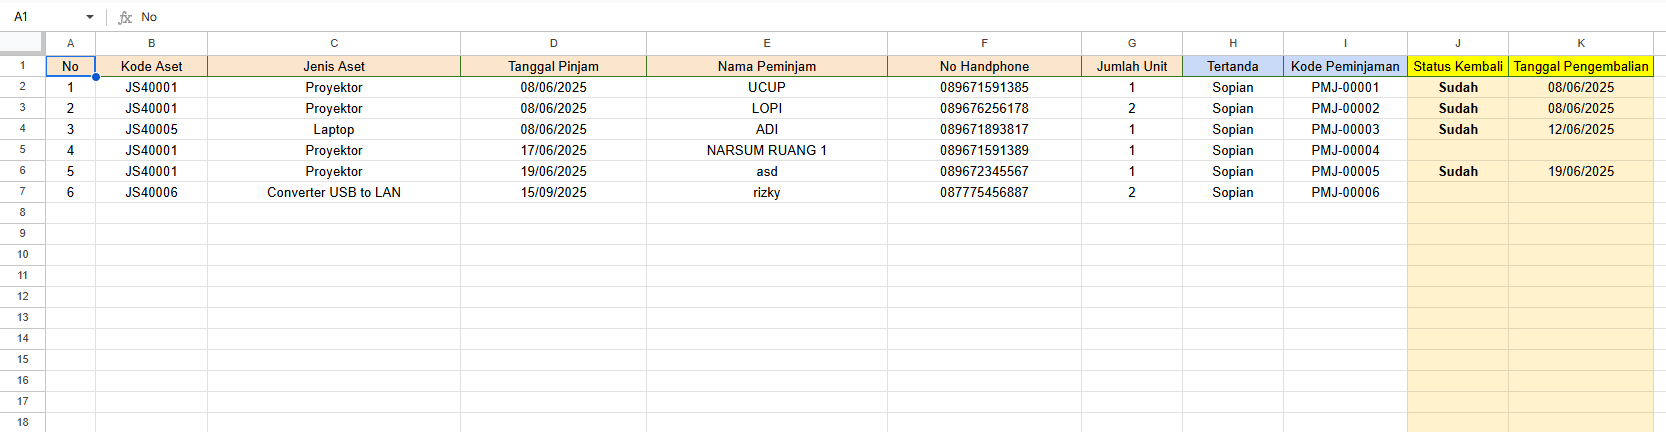 A1 fx No
A B C D E F G H I J K
1 No Kode Aset Jenis Aset Tanggal Pinjam Nama Peminjam No Handphone Jumlah Unit Tertanda Kode Peminjaman Status Kembali Tanggal Pengembalian
2 1 JS40001 Proyektor 08/06/2025 UCUP 089671591385 1 Sopian PMJ-00001 Sudah 08/06/2025
3 2 JS40001 Proyektor 08/06/2025 LOPI 089676256178 2 Sopian PMJ-00002 Sudah 08/06/2025
4 3 JS40005 Laptop 08/06/2025 ADI 089671893817 1 Sopian PMJ-00003 Sudah 12/06/2025
5 4 JS40001 Proyektor 17/06/2025 NARSUM RUANG 1 089671591389 1 Sopian PMJ-00004
6 5 JS40001 Proyektor 19/06/2025 asd 089672345567 1 Sopian PMJ-00005 Sudah 19/06/2025
7 6 JS40006 Converter USB to LAN 15/09/2025 rizky 087775456887 2 Sopian PMJ-00006
8
9
10
11
12
13
14
15
16
17
18